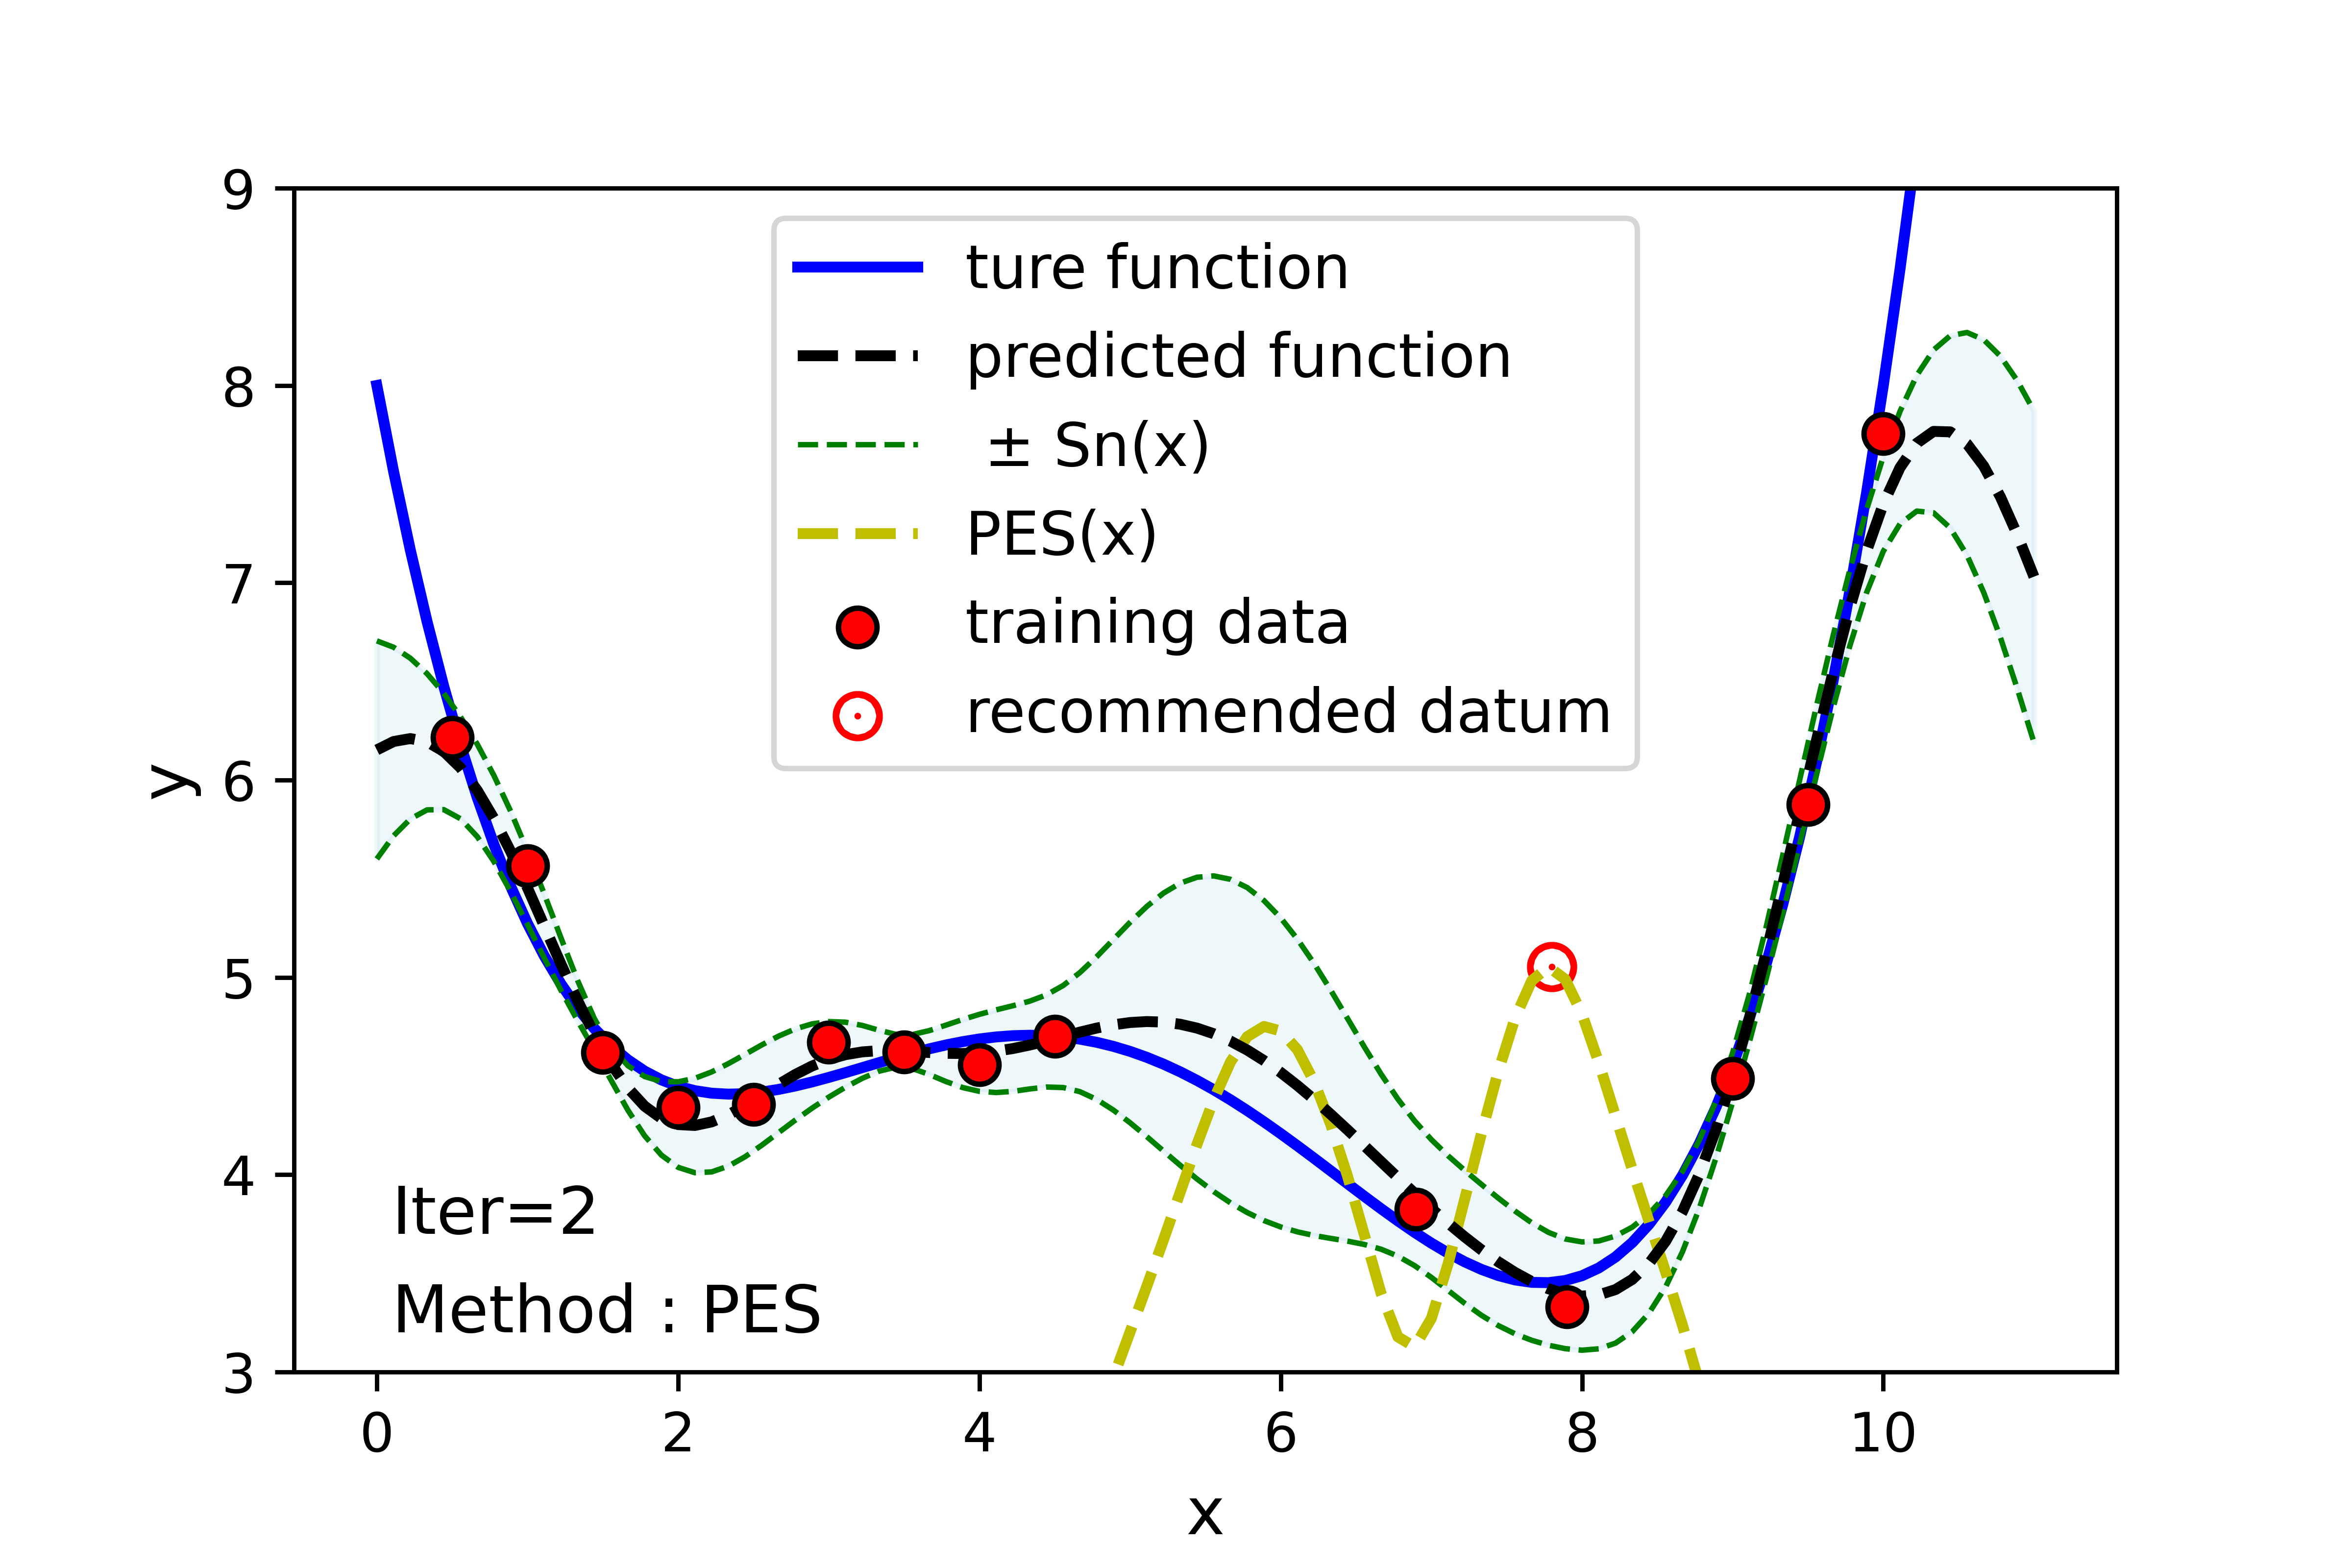 9
8
7
6
5
4
3
y
ture function
predicted function
± Sn(x)
PES(x)
training data
recommended datum
Iter=2
Method : PES
0 2 4 6 8 10
x